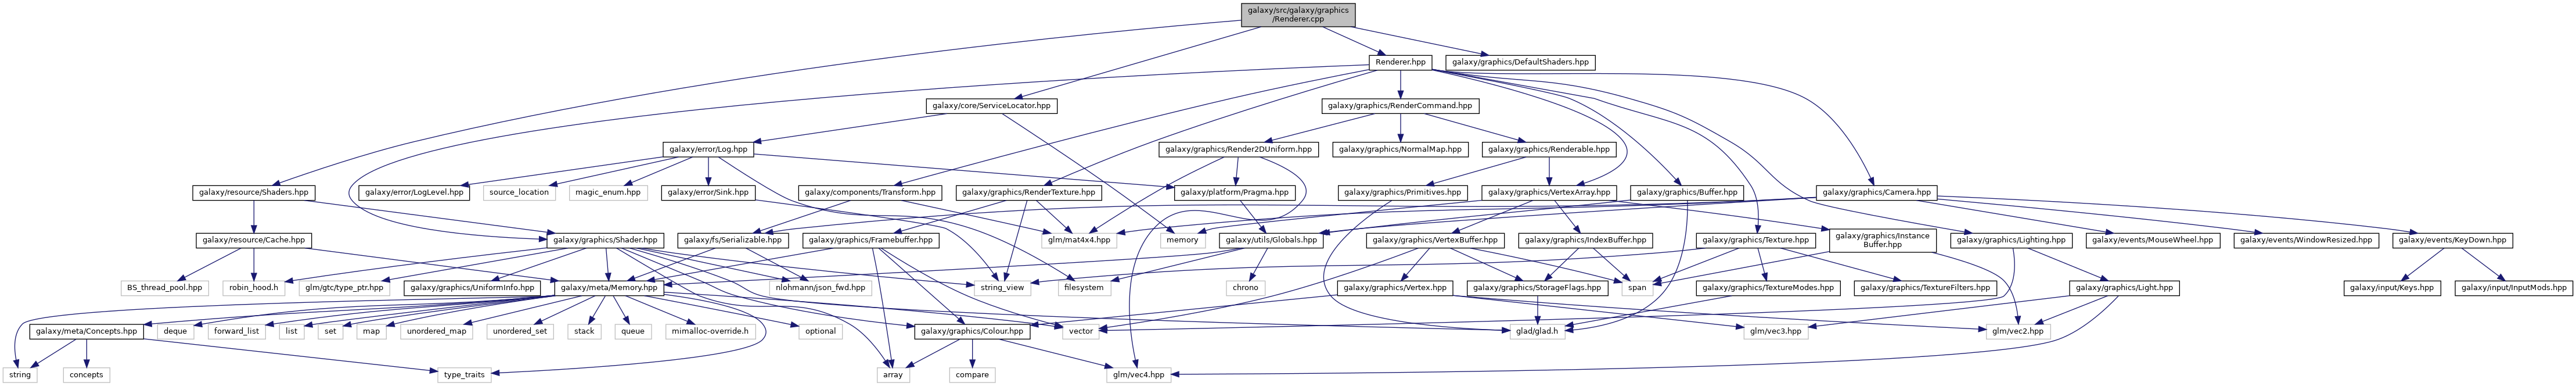 galaxy/src/galaxy/graphics
/Renderer.cpp
Renderer.hpp
galaxy/graphics/DefaultShaders.hpp
galaxy/core/ServiceLocator.hpp
galaxy/graphics/RenderCommand.hpp
galaxy/error/Log.hpp
galaxy/graphics/Render2DUniform.hpp
galaxy/graphics/NormalMap.hpp
galaxy/graphics/Renderable.hpp
galaxy/resource/Shaders.hpp
galaxy/error/LogLevel.hpp
source_location
magic_enum.hpp
galaxy/error/Sink.hpp
galaxy/components/Transform.hpp
galaxy/graphics/RenderTexture.hpp
galaxy/platform/Pragma.hpp
galaxy/graphics/Primitives.hpp
galaxy/graphics/VertexArray.hpp
galaxy/graphics/Buffer.hpp
galaxy/graphics/Camera.hpp
galaxy/resource/Cache.hpp
galaxy/graphics/Shader.hpp
galaxy/fs/Serializable.hpp
galaxy/graphics/Framebuffer.hpp
glm/mat4x4.hpp
memory
galaxy/utils/Globals.hpp
galaxy/graphics/VertexBuffer.hpp
galaxy/graphics/IndexBuffer.hpp
galaxy/graphics/Texture.hpp
galaxy/graphics/Instance
Buffer.hpp
galaxy/graphics/Lighting.hpp
galaxy/events/MouseWheel.hpp
galaxy/events/WindowResized.hpp
galaxy/events/KeyDown.hpp
BS_thread_pool.hpp
robin_hood.h
glm/gtc/type_ptr.hpp
galaxy/graphics/UniformInfo.hpp
galaxy/meta/Memory.hpp
nlohmann/json_fwd.hpp
string_view
filesystem
chrono
galaxy/graphics/Vertex.hpp
galaxy/graphics/StorageFlags.hpp
span
galaxy/graphics/TextureModes.hpp
galaxy/graphics/TextureFilters.hpp
galaxy/graphics/Light.hpp
galaxy/input/Keys.hpp
galaxy/input/InputMods.hpp
galaxy/meta/Concepts.hpp
deque
forward_list
list
set
map
unordered_map
unordered_set
stack
queue
mimalloc-override.h
optional
galaxy/graphics/Colour.hpp
vector
glad/glad.h
glm/vec3.hpp
glm/vec2.hpp
string
concepts
type_traits
array
compare
glm/vec4.hpp